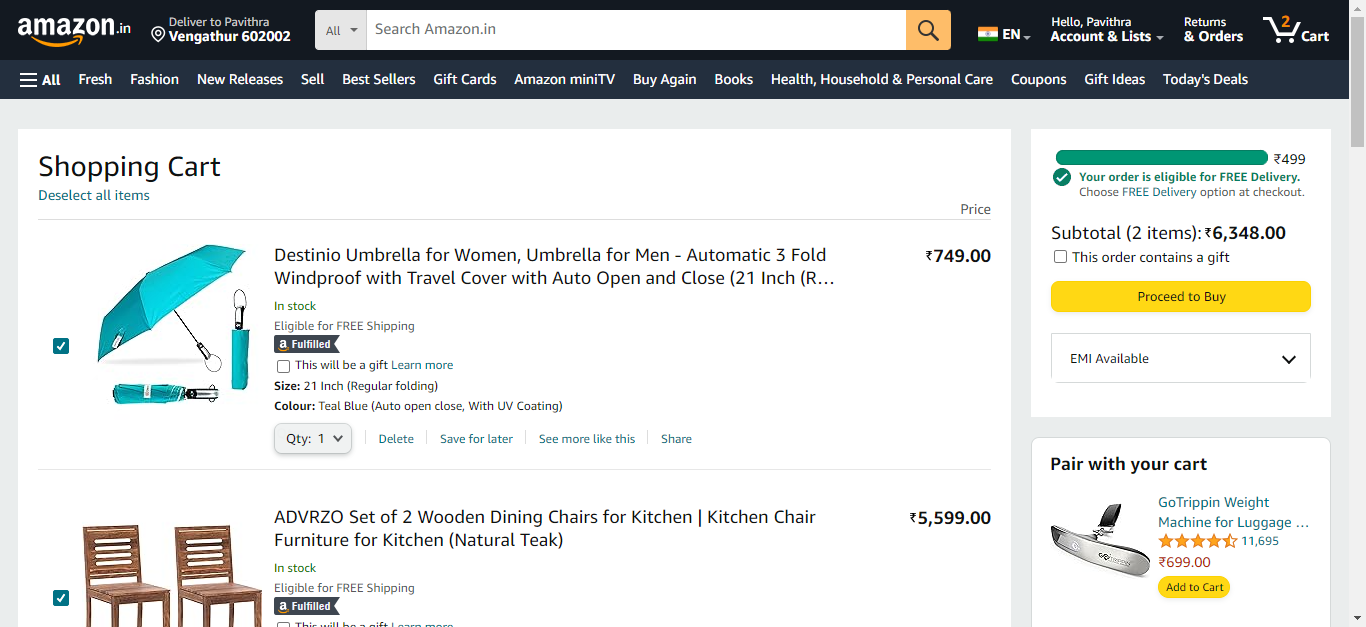 amazon.in
Deliver to Pavithra
Vengathur 602002
All
Search Amazon.in
EN
Hello, Pavithra
Account & Lists
Returns
& Orders
2
Cart
All
Fresh
Fashion
New Releases
Sell
Best Sellers
Gift Cards
Amazon miniTV
Buy Again
Books
Health, Household & Personal Care
Coupons
Gift Ideas
Today's Deals
Shopping Cart
Deselect all items
Price
Destinio Umbrella for Women, Umbrella for Men - Automatic 3 Fold
Windproof with Travel Cover with Auto Open and Close (21 Inch (R…
₹749.00
In stock
Eligible for FREE Shipping
a Fulfilled
This will be a gift Learn more
Size: 21 Inch (Regular folding)
Colour: Teal Blue (Auto open close, With UV Coating)
Qty: 1
Delete
Save for later
See more like this
Share
ADVRZO Set of 2 Wooden Dining Chairs for Kitchen | Kitchen Chair
Furniture for Kitchen (Natural Teak)
₹5,599.00
In stock
Eligible for FREE Shipping
a Fulfilled
This will be a gift Learn more
₹499
Your order is eligible for FREE Delivery.
Choose FREE Delivery option at checkout.
Subtotal (2 items): ₹6,348.00
This order contains a gift
Proceed to Buy
EMI Available
Pair with your cart
GoTrippin Weight
Machine for Luggage …
11,695
₹699.00
Add to Cart